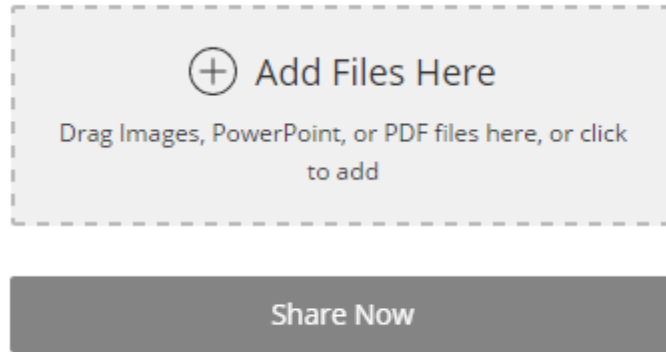 Add Files Here
Drag Images, PowerPoint, or PDF files here, or click
to add
Share Now